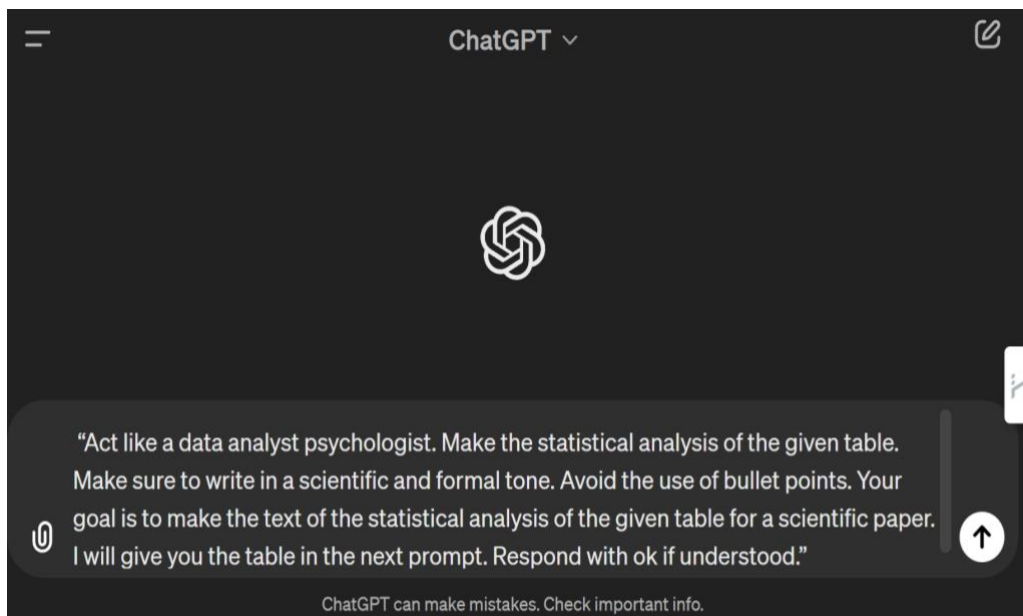 ChatGPT
“Act like a data analyst psychologist. Make the statistical analysis of the given table.
Make sure to write in a scientific and formal tone. Avoid the use of bullet points. Your
goal is to make the text of the statistical analysis of the given table for a scientific paper.
I will give you the table in the next prompt. Respond with ok if understood.”
ChatGPT can make mistakes. Check important info.